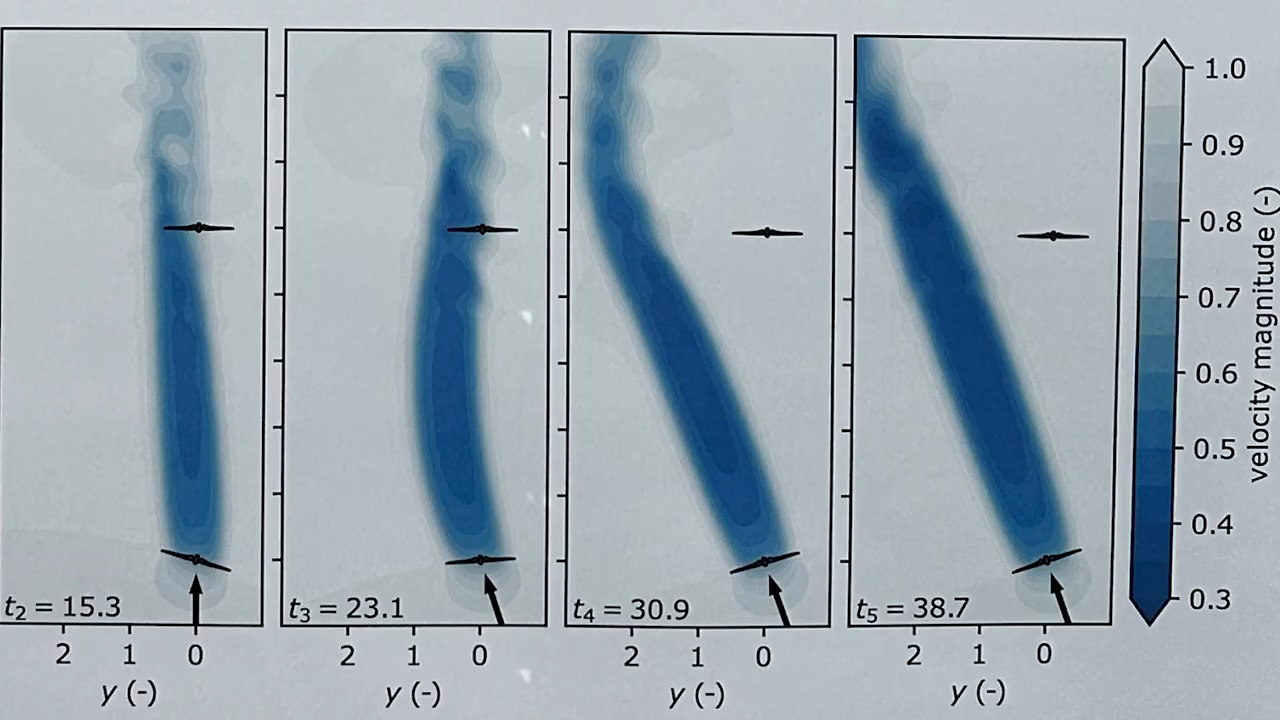 t₂ = 15.3
2 1 0
y (-)
t₃ = 23.1
2 1 0
y (-)
t₄ = 30.9
2 1 0
y (-)
t₅ = 38.7
2 1 0
y (-)
1.0
0.9
0.8
0.7
0.6
0.5
0.4
0.3
velocity magnitude (-)